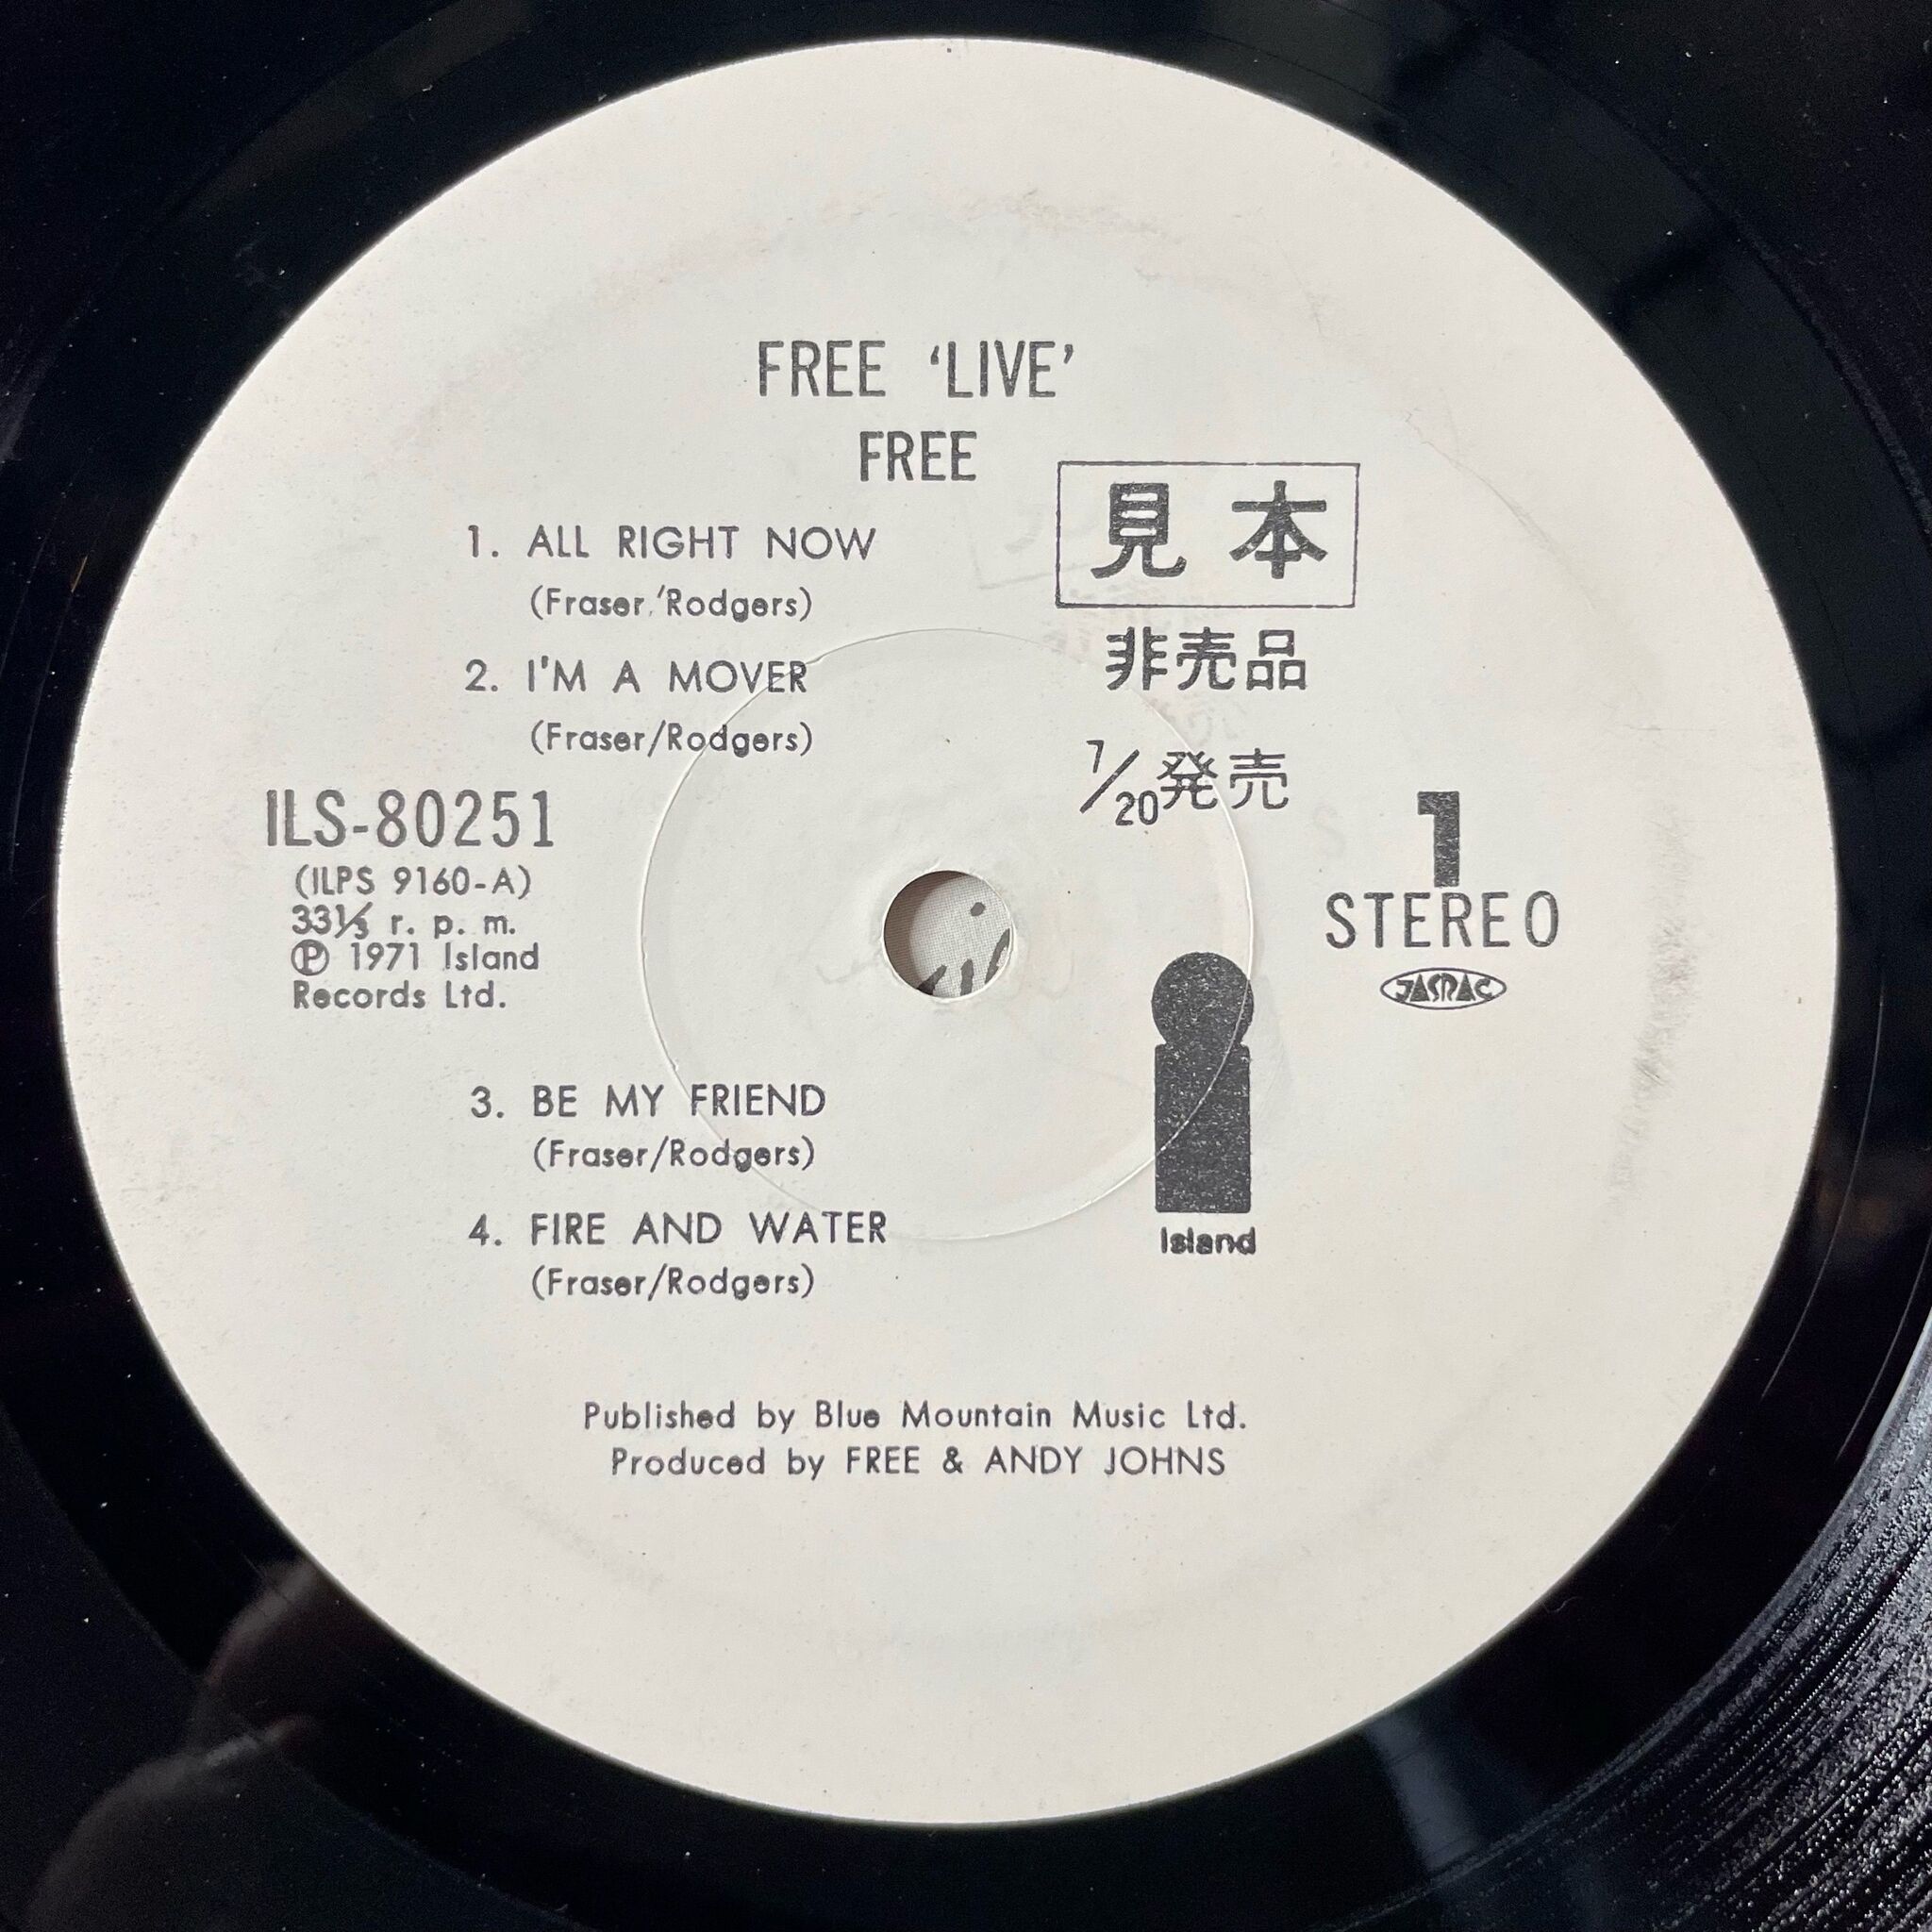 FREE ‘LIVE’
FREE
見本
非売品
7/20発売
1. ALL RIGHT NOW
(Fraser/Rodgers)
2. I'M A MOVER
(Fraser/Rodgers)
ILS-80251
(ILPS 9160-A)
33⅓ r. p. m.
Ⓟ 1971 Island
Records Ltd.
1
STEREO
JASRAC
3. BE MY FRIEND
(Fraser/Rodgers)
4. FIRE AND WATER
(Fraser/Rodgers)
Island
Published by Blue Mountain Music Ltd.
Produced by FREE & ANDY JOHNS